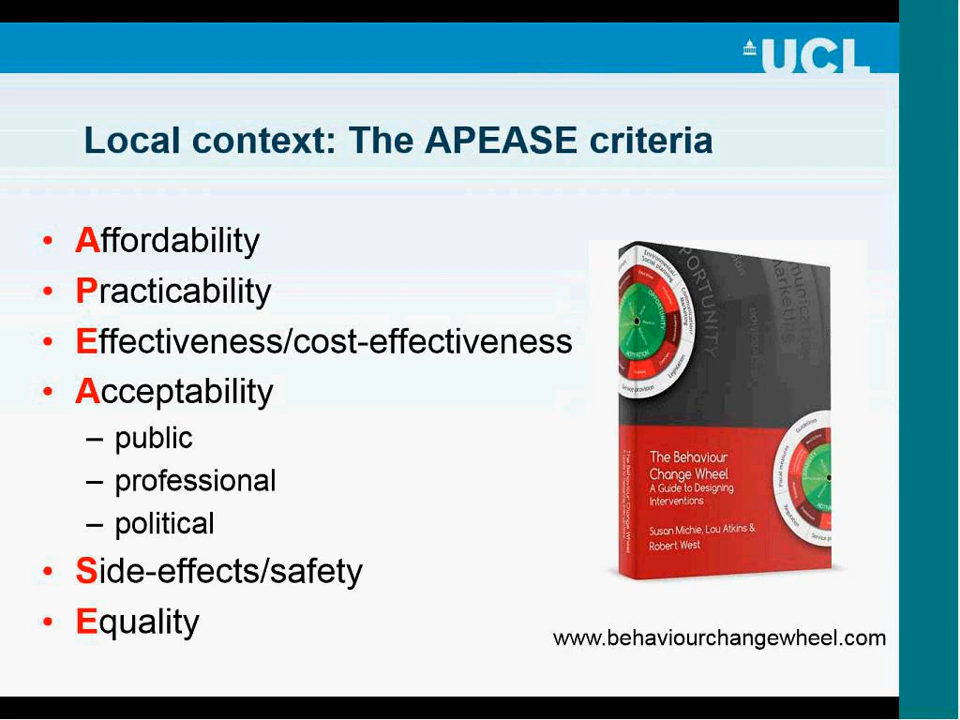 UCL
Local context: The APEASE criteria
• Affordability
• Practicability
• Effectiveness/cost-effectiveness
• Acceptability
– public
– professional
– political
• Side-effects/safety
• Equality
The Behaviour
Change Wheel
A Guide to Designing
Interventions
Susan Michie, Lou Atkins &
Robert West
www.behaviourchangewheel.com